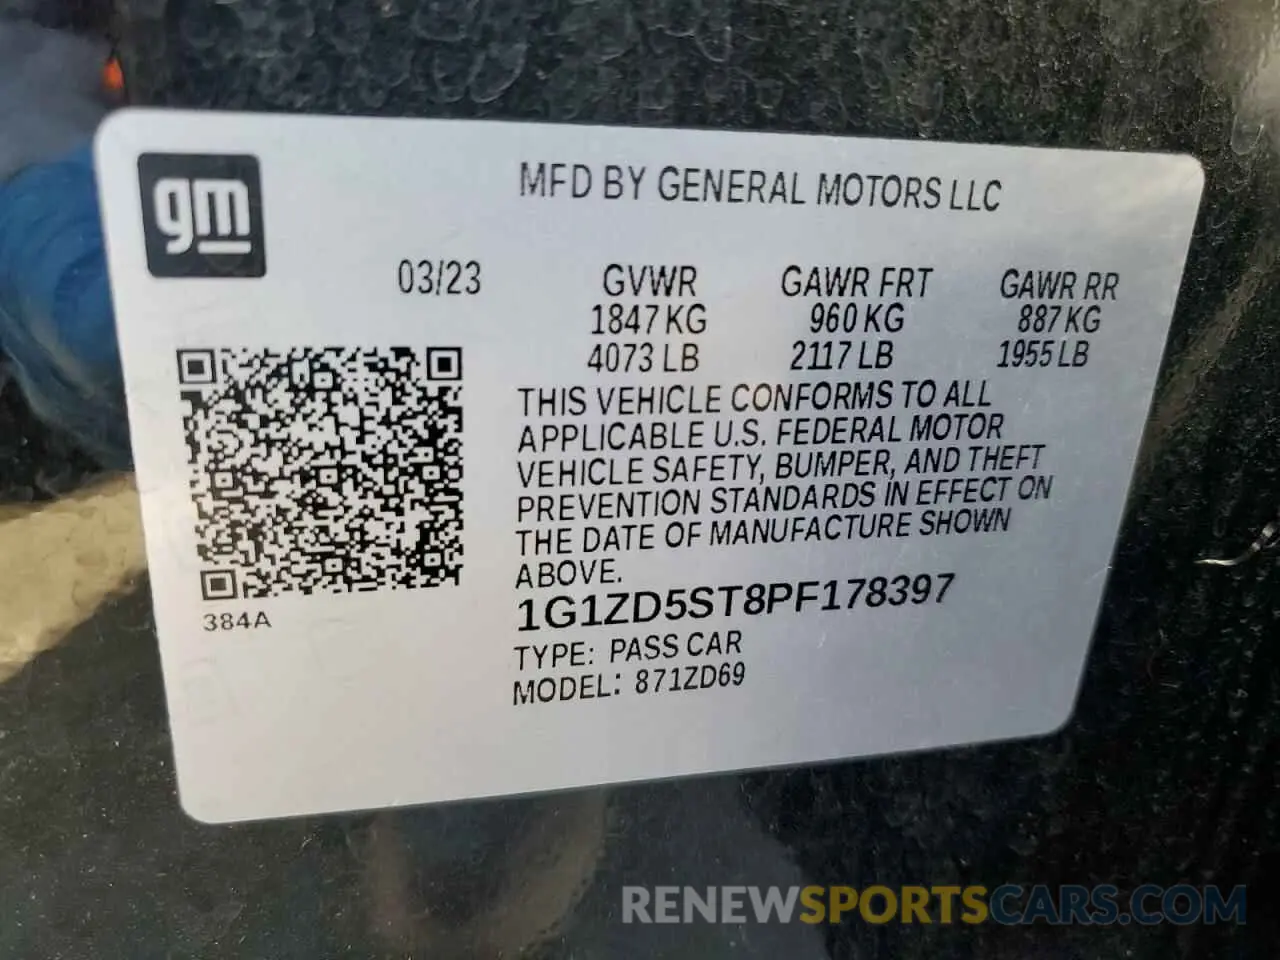 gm
MFD BY GENERAL MOTORS LLC
03/23 GVWR GAWR FRT GAWR RR
1847 KG 960 KG 887 KG
4073 LB 2117 LB 1955 LB
THIS VEHICLE CONFORMS TO ALL
APPLICABLE U.S. FEDERAL MOTOR
VEHICLE SAFETY, BUMPER, AND THEFT
PREVENTION STANDARDS IN EFFECT ON
THE DATE OF MANUFACTURE SHOWN
ABOVE.
384A
1G1ZD5ST8PF178397
TYPE: PASS CAR
MODEL: 871ZD69
RENEWSPORTSCARS.COM